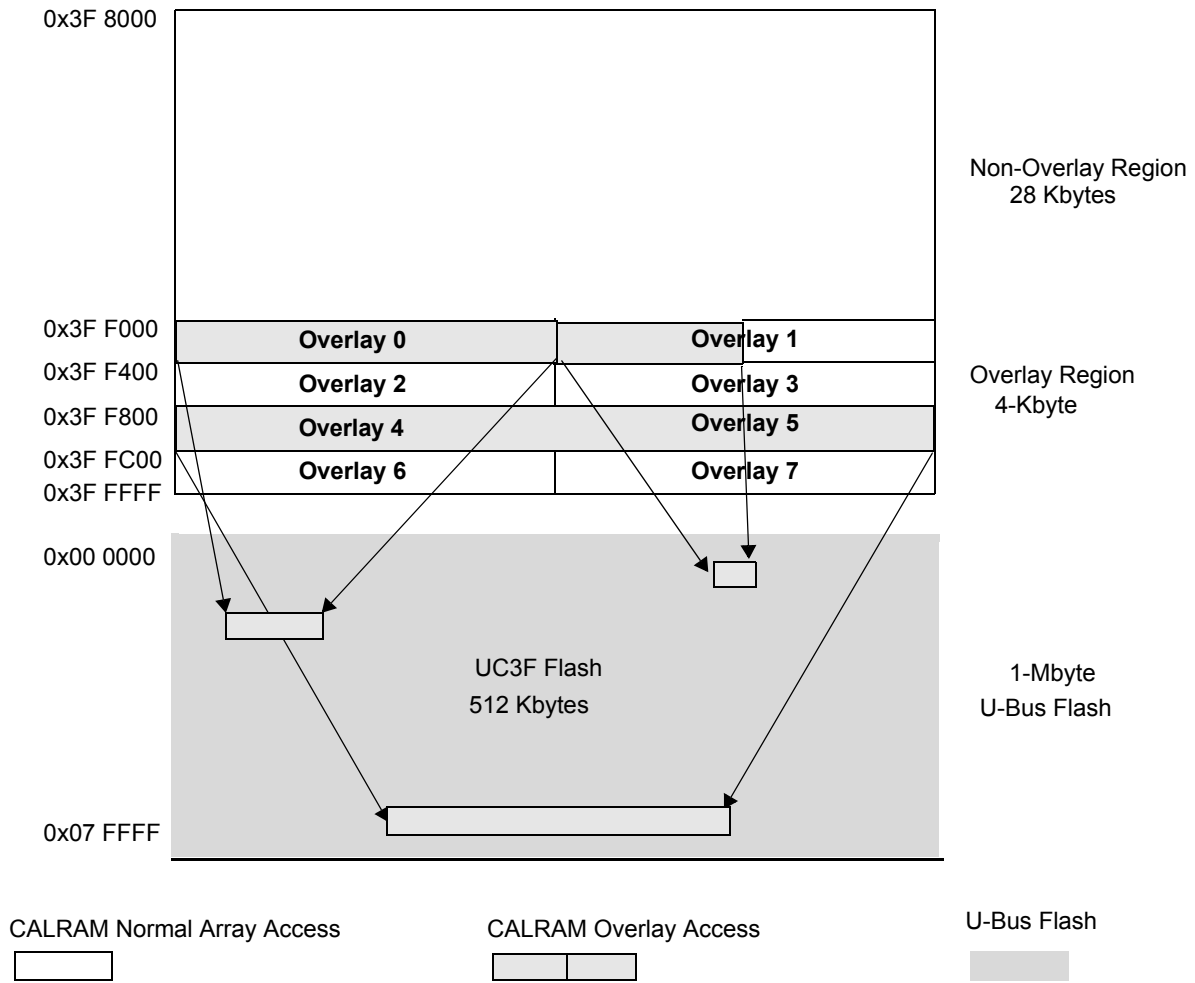 0x3F 8000
Non-Overlay Region
28 Kbytes
0x3F F000
Overlay 0
Overlay 1
0x3F F400
Overlay 2
Overlay 3
Overlay Region
4-Kbyte
0x3F F800
Overlay 4
Overlay 5
0x3F FC00
Overlay 6
Overlay 7
0x3F FFFF
0x00 0000
UC3F Flash
512 Kbytes
1-Mbyte
U-Bus Flash
0x07 FFFF
CALRAM Normal Array Access
CALRAM Overlay Access
U-Bus Flash